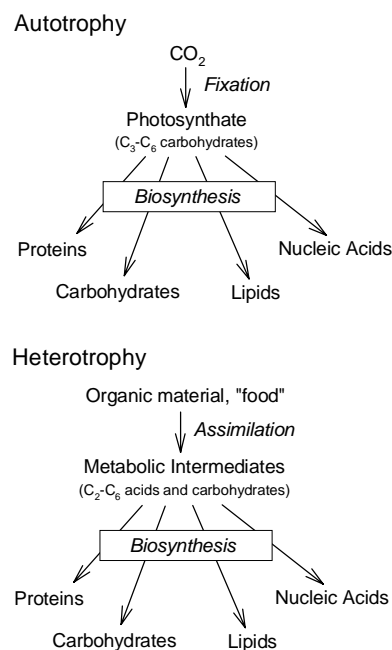 Autotrophy
CO₂
Fixation
Photosynthate
(C₃-C₆ carbohydrates)
Biosynthesis
Proteins
Nucleic Acids
Carbohydrates
Lipids
Heterotrophy
Organic material, "food"
Assimilation
Metabolic Intermediates
(C₂-C₆ acids and carbohydrates)
Biosynthesis
Proteins
Nucleic Acids
Carbohydrates
Lipids